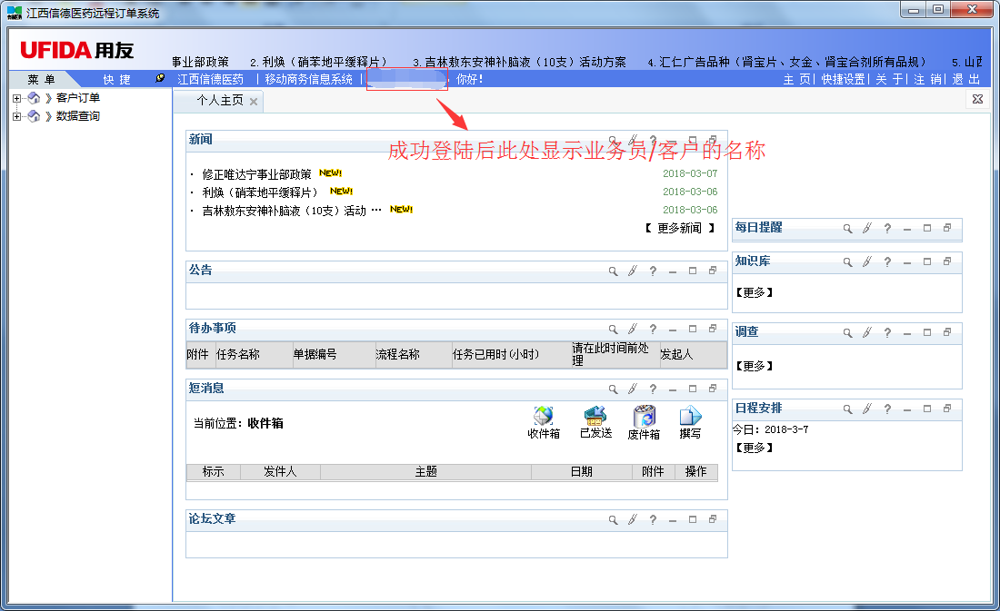 江西信德医药远程订单系统
UFIDA 用友
事业部政策 2.利焕（硝苯地平缓释片） 3.吉林敖东安神补脑液（10支）活动方案 4.汇仁广告品种（肾宝片、女金、肾宝合剂所有品规） 5.山
菜 单 快 捷 江西信德医药 | 移动商务信息系统 | 你好! 主 页| 快捷设置| 关 于| 注 销| 退 出
客户订单
数据查询
个人主页
成功登陆后此处显示业务员/客户的名称
新闻
· 修正唯达宁事业部政策 NEW! 2018-03-07
· 利焕（硝苯地平缓释片） NEW! 2018-03-06
· 吉林敖东安神补脑液（10支）活动 … NEW! 2018-03-06
【 更多新闻 】
公告
待办事项
附件 任务名称 单据编号 流程名称 任务已用时(小时) 请在此时间前处理 发起人
短消息
当前位置: 收件箱
收件箱 已发送 废件箱 撰写
标示 发件人 主题 日期 附件 操作
论坛文章
每日提醒
知识库
【更多】
调查
【更多】
日程安排
今日: 2018-3-7
【更多】